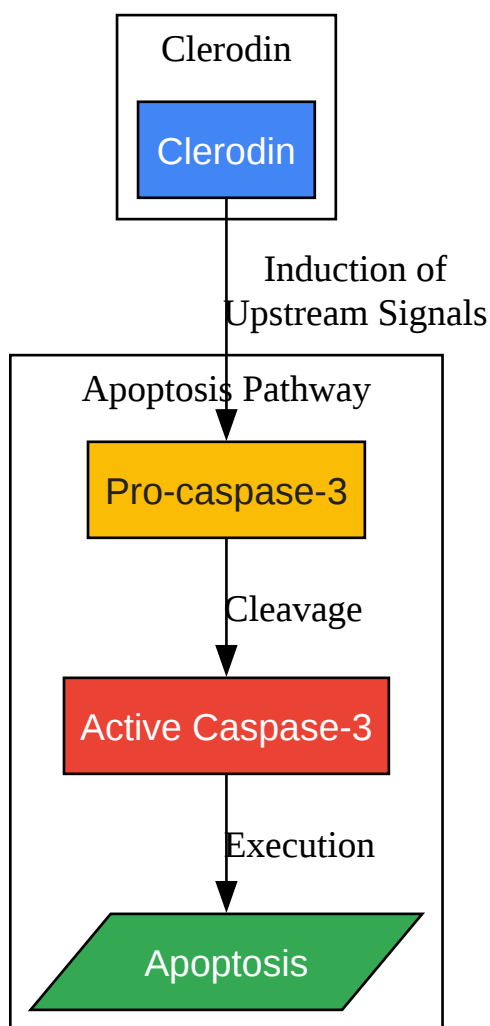 Clerodin
Clerodin
Induction of
Upstream Signals
Apoptosis Pathway
Pro-caspase-3
Cleavage
Active Caspase-3
Execution
Apoptosis